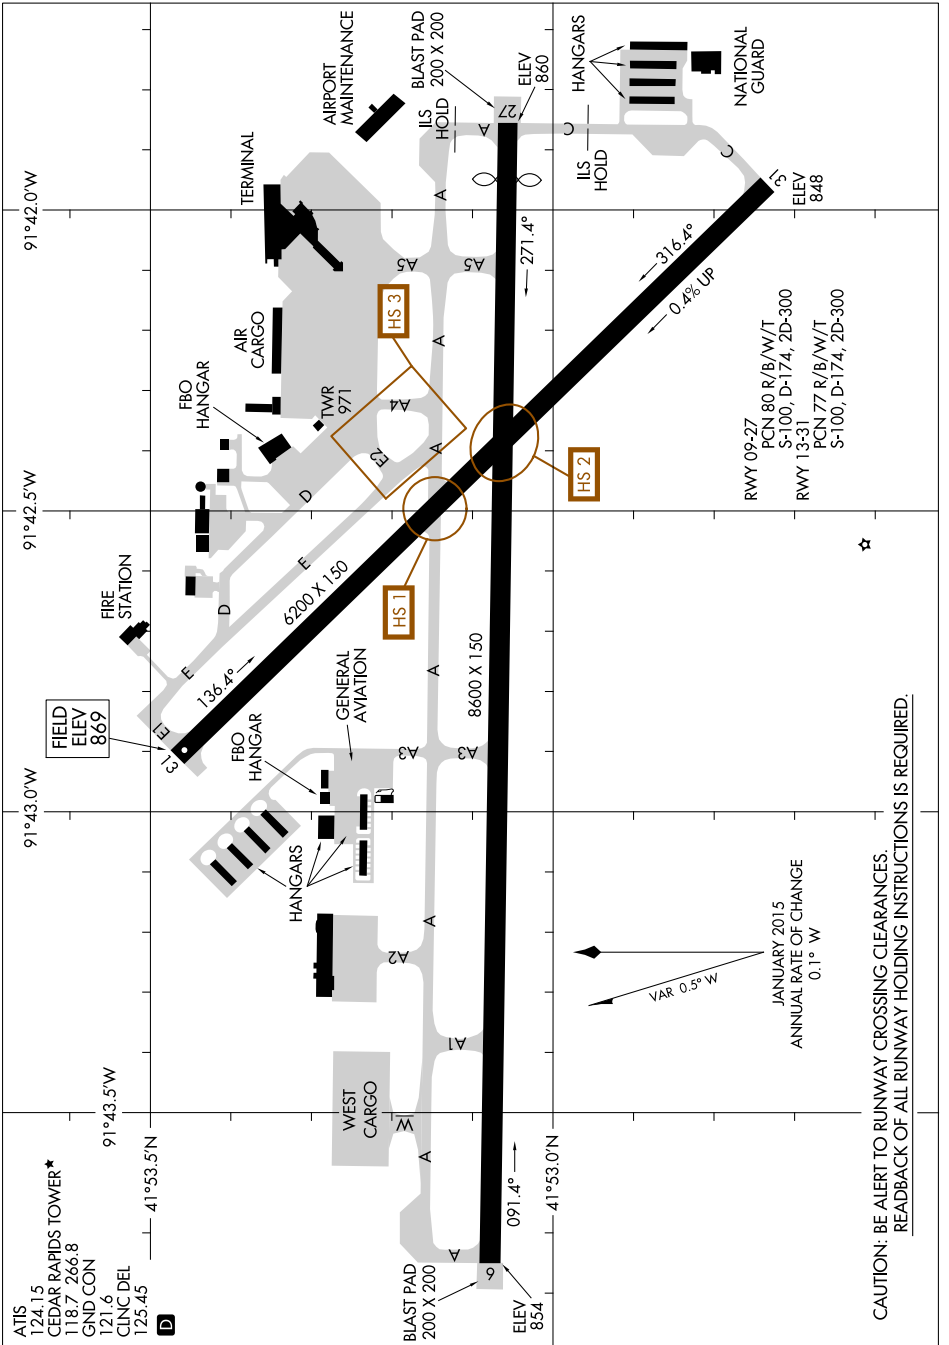 ATIS
124.15
CEDAR RAPIDS TOWER★
118.7 266.8
GND CON
121.6
CLNC DEL
125.45
D
91°43.5'W
91°43.0'W
91°42.5'W
91°42.0'W
41°53.5'N
41°53.0'N
FIELD
ELEV
869
FIRE
STATION
FBO
HANGAR
AIR
CARGO
TERMINAL
AIRPORT
MAINTENANCE
TWR
971
HS 3
13
E1
E
E
E2
D
D
136.4°
6200 X 150
HANGARS
FBO
HANGAR
GENERAL
AVIATION
WEST
CARGO
W
A
A
A1
A2
A
A3
A3
A
HS 1
A
A4
A
A5
A5
A
A
ILS
HOLD
BLAST PAD
200 X 200
BLAST PAD
200 X 200
9
ELEV
854
091.4°
8600 X 150
HS 2
271.4°
27
ELEV
860
C
ILS
HOLD
C
HANGARS
NATIONAL
GUARD
316.4°
0.4% UP
31
ELEV
848
RWY 09-27
PCN 80 R/B/W/T
S-100, D-174, 2D-300
RWY 13-31
PCN 77 R/B/W/T
S-100, D-174, 2D-300
VAR 0.5° W
JANUARY 2015
ANNUAL RATE OF CHANGE
0.1° W
CAUTION: BE ALERT TO RUNWAY CROSSING CLEARANCES.
READBACK OF ALL RUNWAY HOLDING INSTRUCTIONS IS REQUIRED.